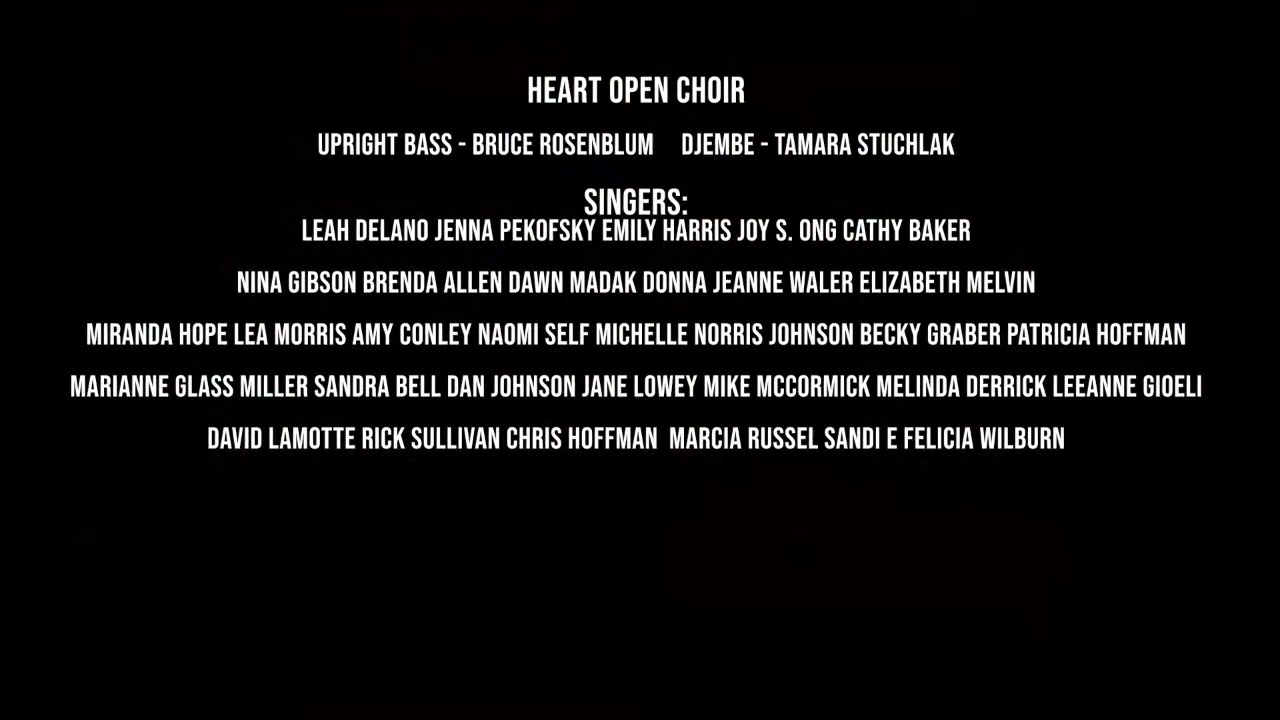 HEART OPEN CHOIR
UPRIGHT BASS - BRUCE ROSENBLUM DJEMBE - TAMARA STUCHLAK
SINGERS:
LEAH DELANO JENNA PEKOFSKY EMILY HARRIS JOY S. ONG CATHY BAKER
NINA GIBSON BRENDA ALLEN DAWN MADAK DONNA JEANNE WALER ELIZABETH MELVIN
MIRANDA HOPE LEA MORRIS AMY CONLEY NAOMI SELF MICHELLE NORRIS JOHNSON BECKY GRABER PATRICIA HOFFMAN
MARIANNE GLASS MILLER SANDRA BELL DAN JOHNSON JANE LOWEY MIKE MCCORMICK MELINDA DERRICK LEEANNE GIOELI
DAVID LAMOTTE RICK SULLIVAN CHRIS HOFFMAN MARCIA RUSSEL SANDI E FELICIA WILBURN